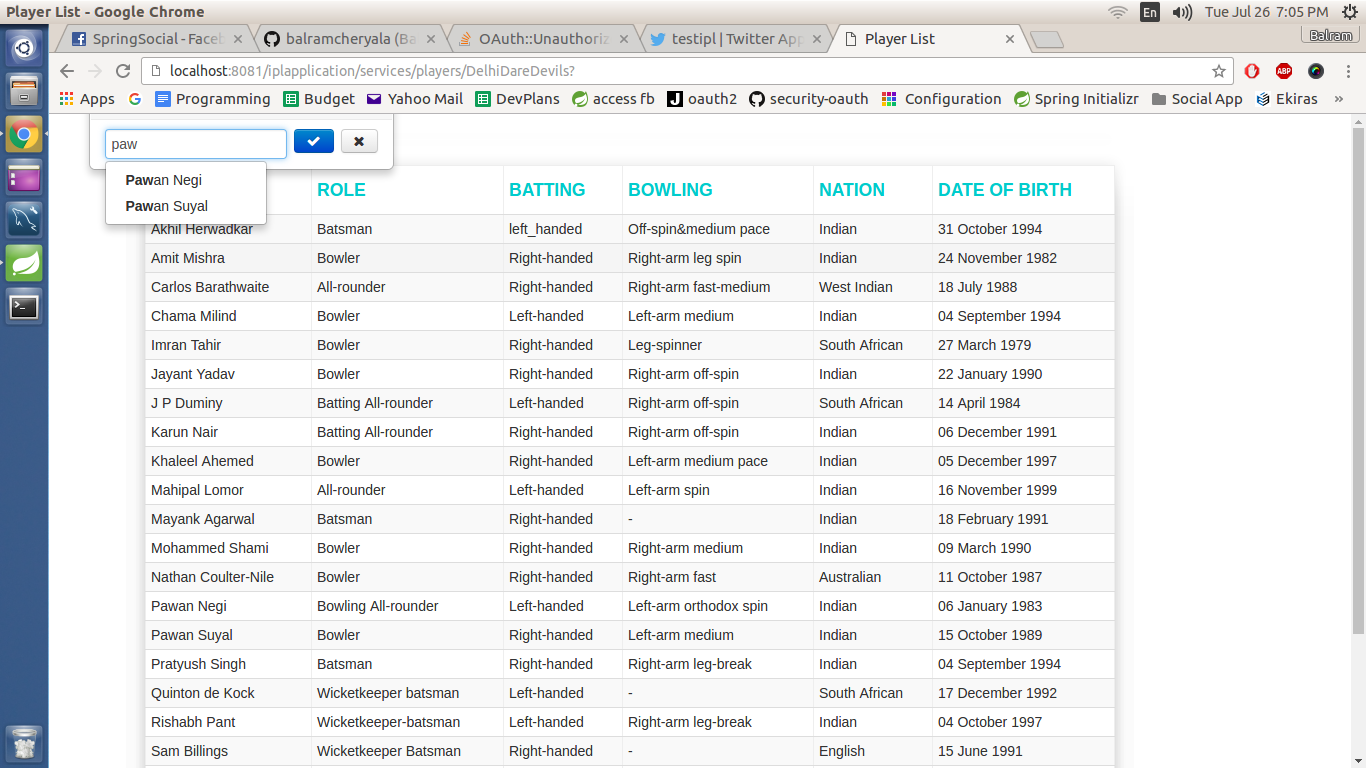 Player List - Google Chrome
En
Tue Jul 26 7:05 PM
SpringSocial - Faceb
balramcheryala (Ba
OAuth::Unauthoriz
testipl | Twitter App
Player List
Balram
localhost:8081/iplapplication/services/players/DelhiDareDevils?
ABP
Apps
Programming
Budget
Yahoo Mail
DevPlans
access fb
oauth2
security-oauth
Configuration
Spring Initializr
Social App
Ekiras
»
paw
Pawan Negi
Pawan Suyal
ROLE BATTING BOWLING NATION DATE OF BIRTH
Akhil Herwadkar Batsman left_handed Off-spin&medium pace Indian 31 October 1994
Amit Mishra Bowler Right-handed Right-arm leg spin Indian 24 November 1982
Carlos Barathwaite All-rounder Right-handed Right-arm fast-medium West Indian 18 July 1988
Chama Milind Bowler Left-handed Left-arm medium Indian 04 September 1994
Imran Tahir Bowler Right-handed Leg-spinner South African 27 March 1979
Jayant Yadav Bowler Right-handed Right-arm off-spin Indian 22 January 1990
J P Duminy Batting All-rounder Left-handed Right-arm off-spin South African 14 April 1984
Karun Nair Batting All-rounder Right-handed Right-arm off-spin Indian 06 December 1991
Khaleel Ahemed Bowler Right-handed Left-arm medium pace Indian 05 December 1997
Mahipal Lomor All-rounder Left-handed Left-arm spin Indian 16 November 1999
Mayank Agarwal Batsman Right-handed - Indian 18 February 1991
Mohammed Shami Bowler Right-handed Right-arm medium Indian 09 March 1990
Nathan Coulter-Nile Bowler Right-handed Right-arm fast Australian 11 October 1987
Pawan Negi Bowling All-rounder Left-handed Left-arm orthodox spin Indian 06 January 1983
Pawan Suyal Bowler Right-handed Left-arm medium Indian 15 October 1989
Pratyush Singh Batsman Right-handed Right-arm leg-break Indian 04 September 1994
Quinton de Kock Wicketkeeper batsman Left-handed - South African 17 December 1992
Rishabh Pant Wicketkeeper-batsman Left-handed Right-arm leg-break Indian 04 October 1997
Sam Billings Wicketkeeper Batsman Right-handed - English 15 June 1991